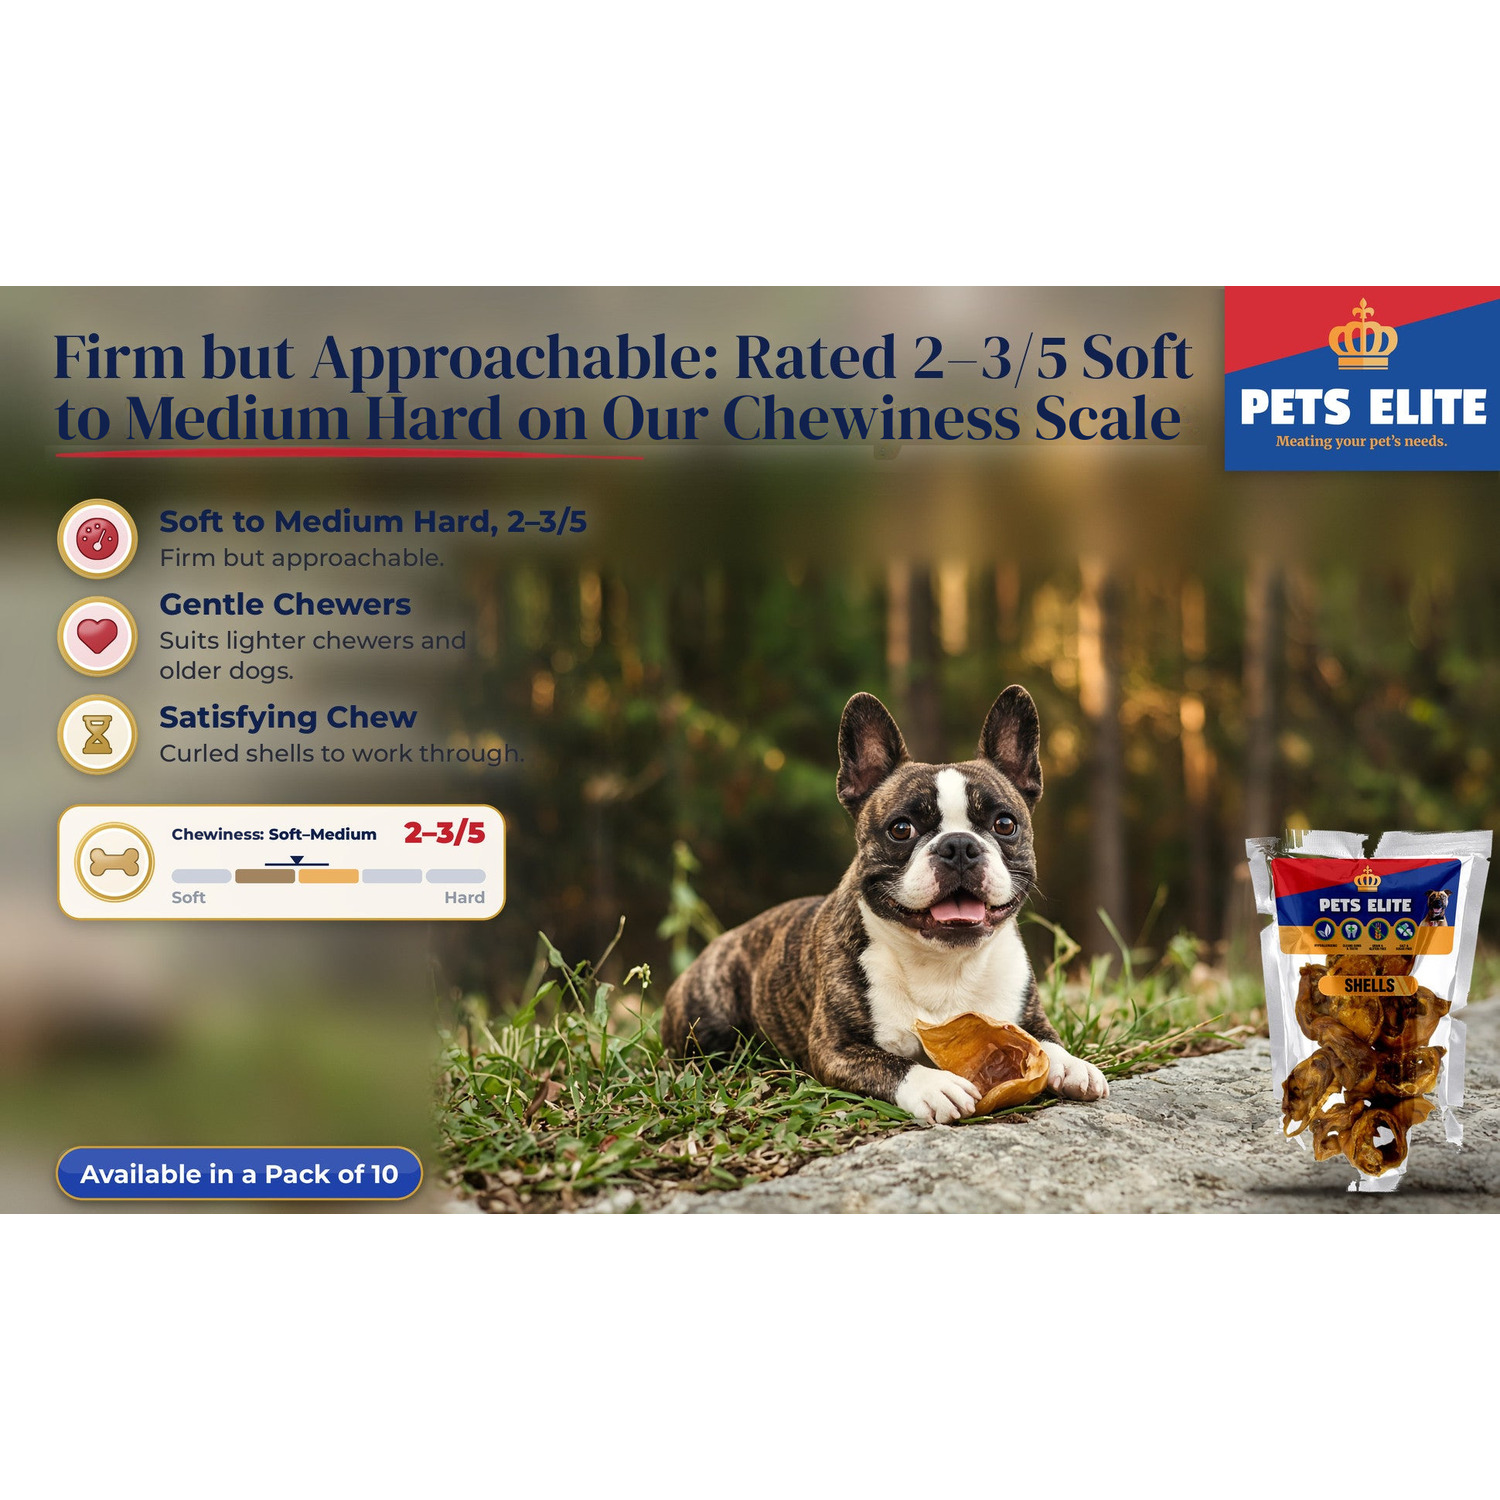 Firm but Approachable: Rated 2–3/5 Soft
to Medium Hard on Our Chewiness Scale
PETS ELITE
Meating your pet's needs.
Soft to Medium Hard, 2–3/5
Firm but approachable.
Gentle Chewers
Suits lighter chewers and
older dogs.
Satisfying Chew
Curled shells to work through.
Chewiness: Soft–Medium 2–3/5
Soft Hard
PETS ELITE
SHELLS
Available in a Pack of 10